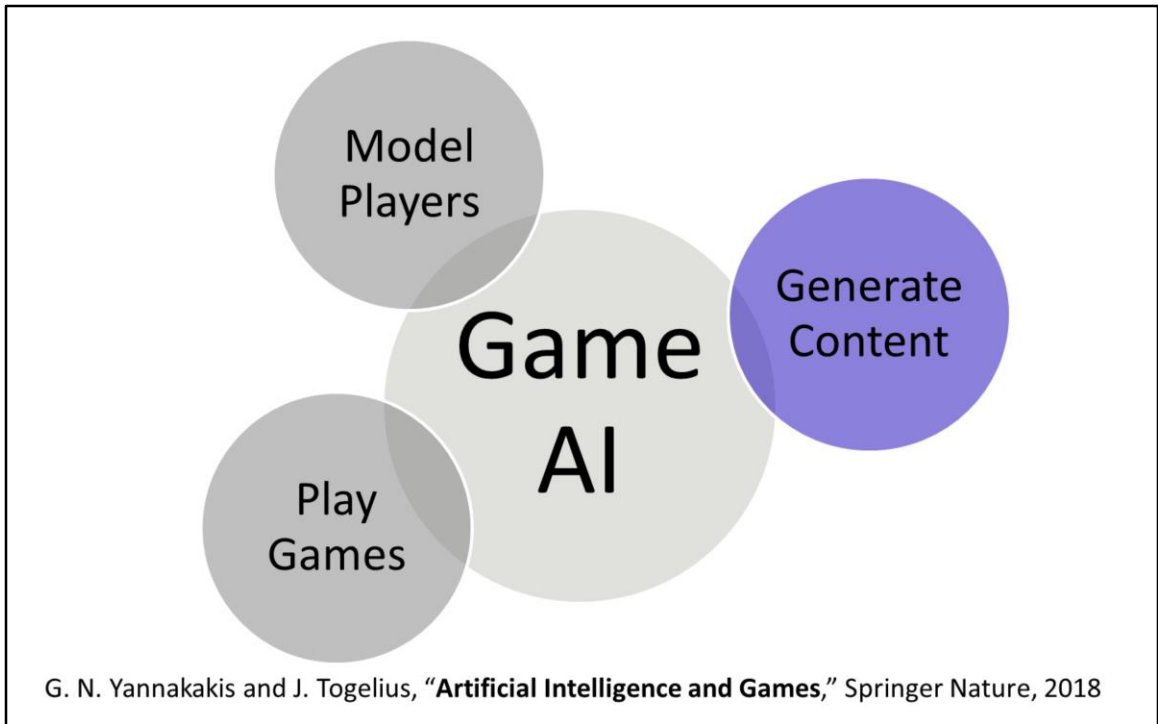 Model
Players
Generate
Content
Game
AI
Play
Games
G. N. Yannakakis and J. Togelius, “Artificial Intelligence and Games,” Springer Nature, 2018